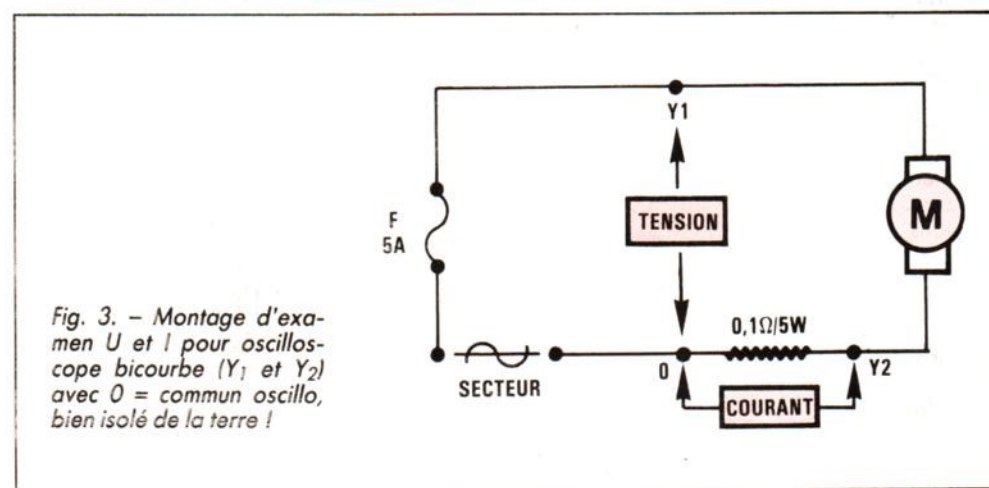 Y1
F
5A
TENSION
M
0,1Ω/5W
SECTEUR
0
Y2
COURANT
Fig. 3. – Montage d'exa-
men U et I pour oscillos-
cope bicourbe (Y1 et Y2)
avec 0 = commun oscillo,
bien isolé de la terre !